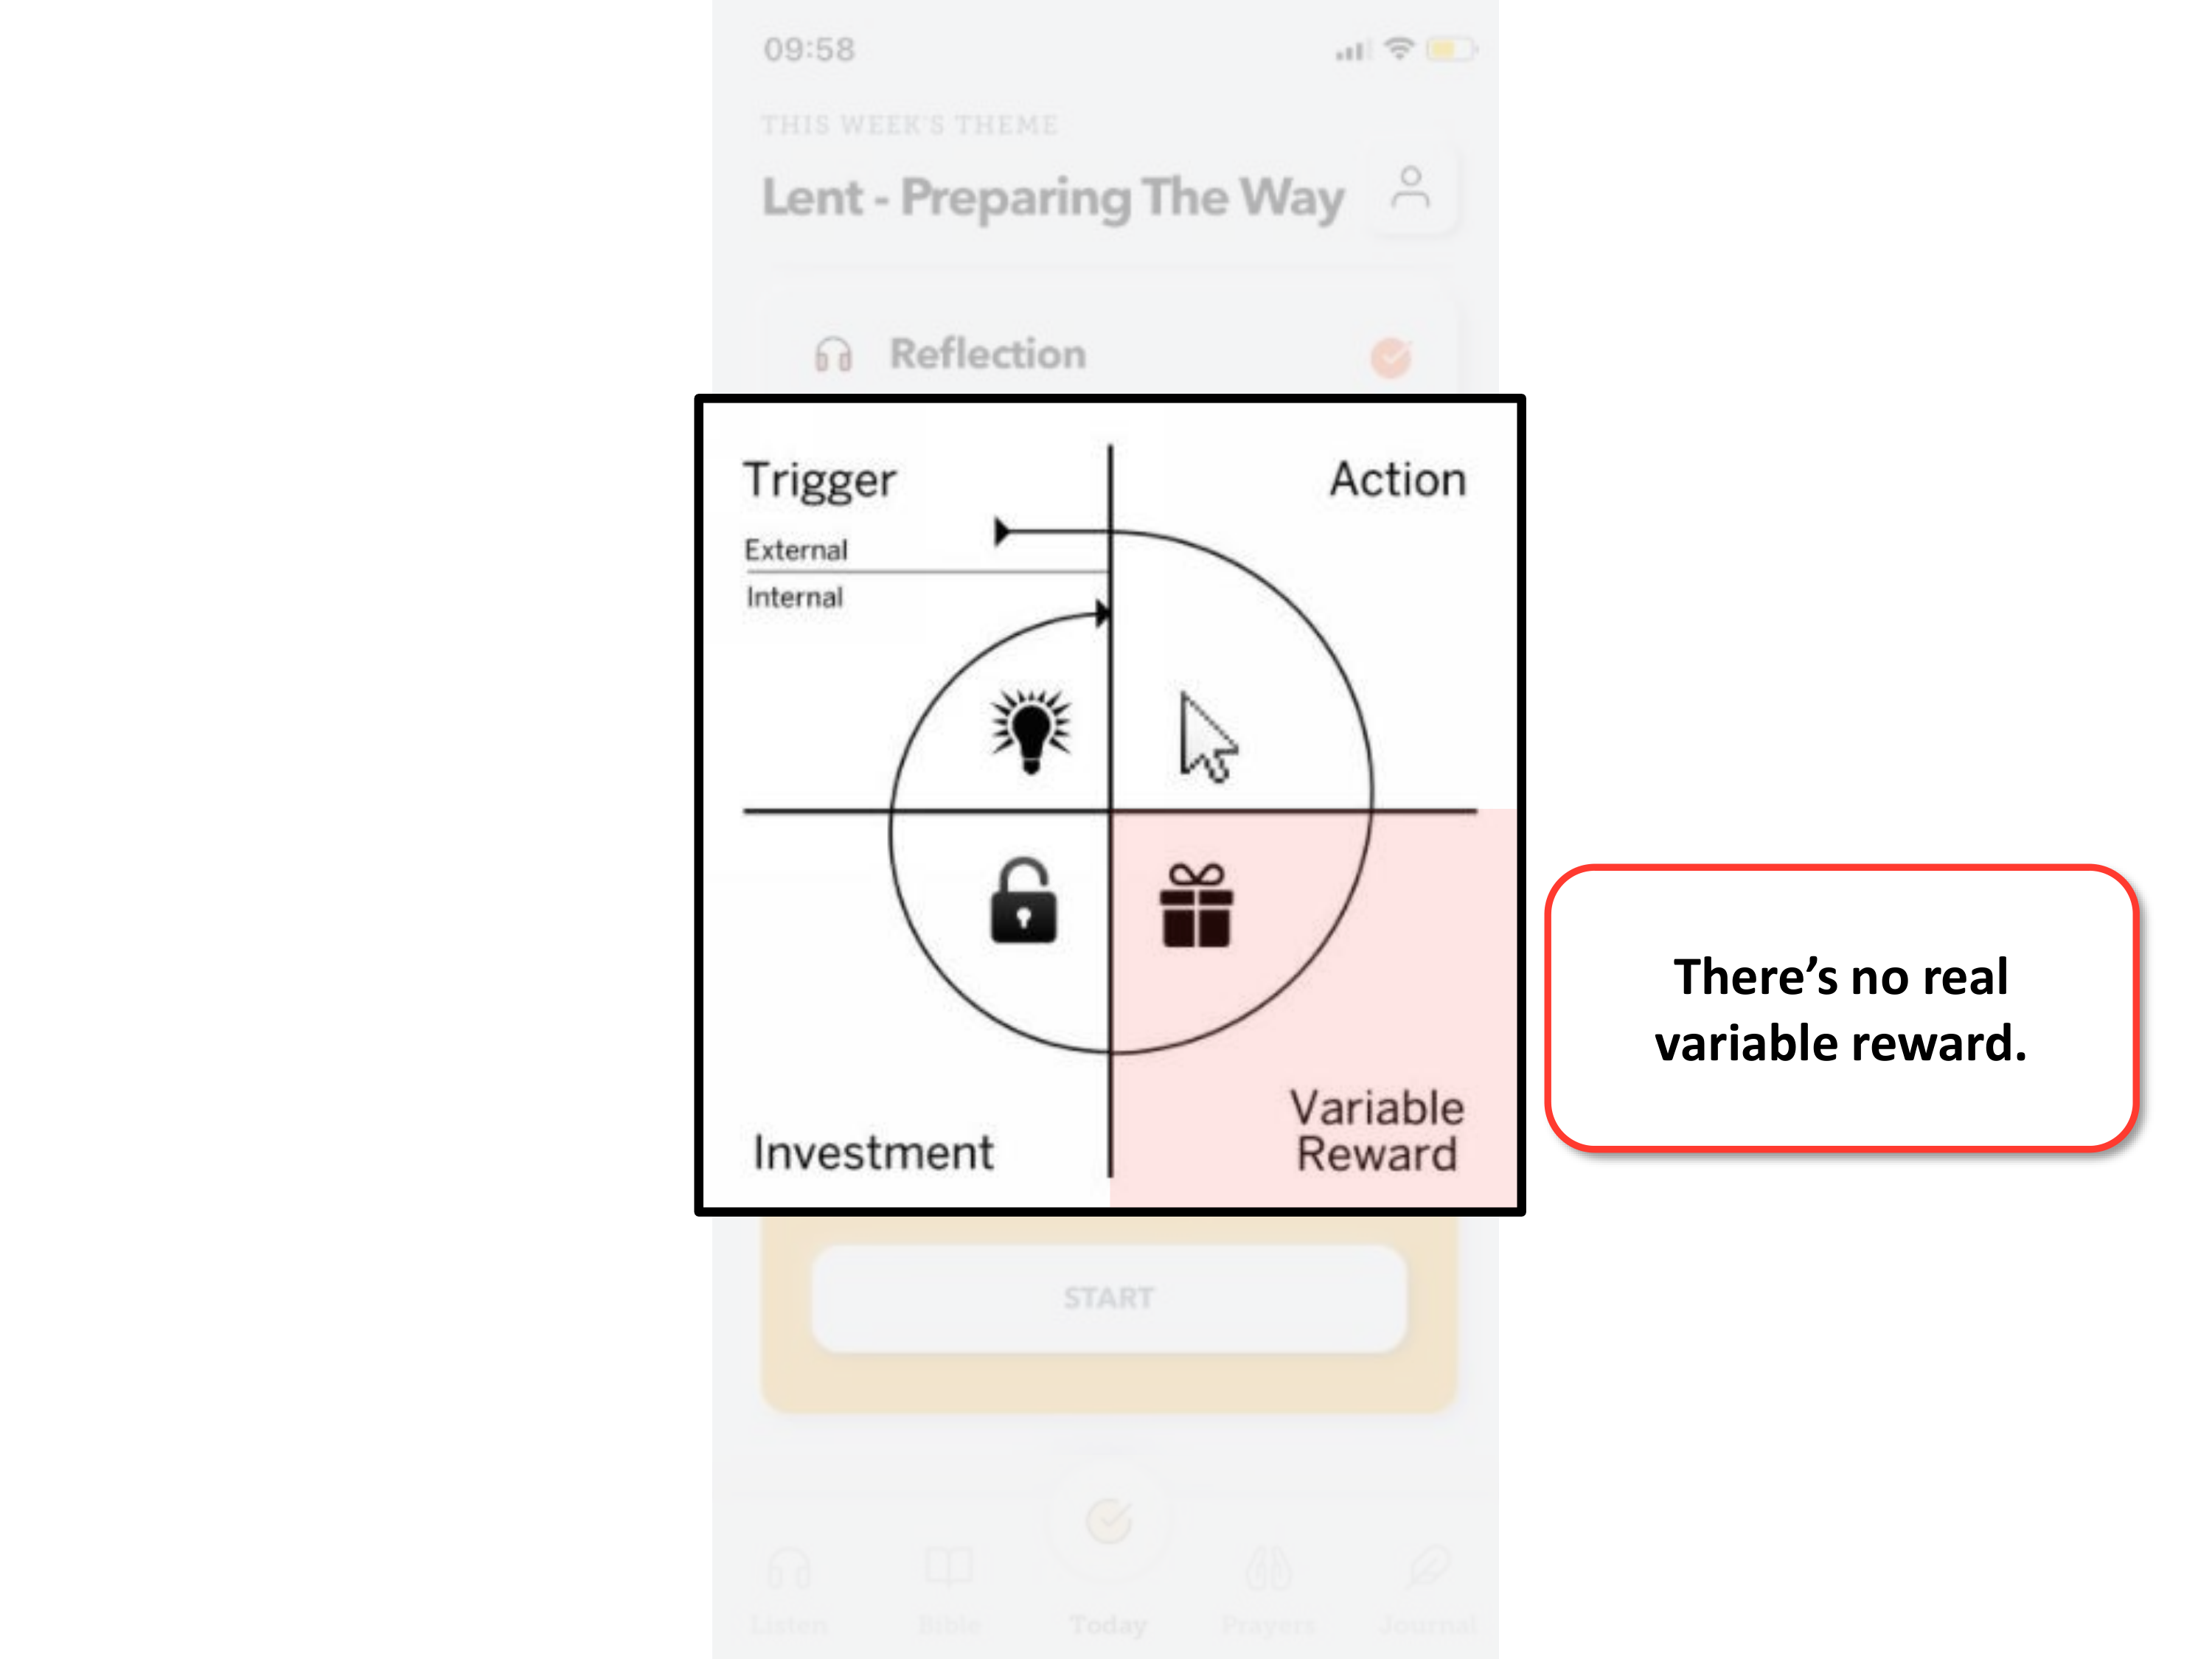 09:58
THIS WEEK'S THEME
Lent - Preparing The Way
Reflection
Trigger
Action
External
Internal
There's no real
variable reward.
Investment
Variable
Reward
START
Listen
Bible
Today
Prayers
Journal